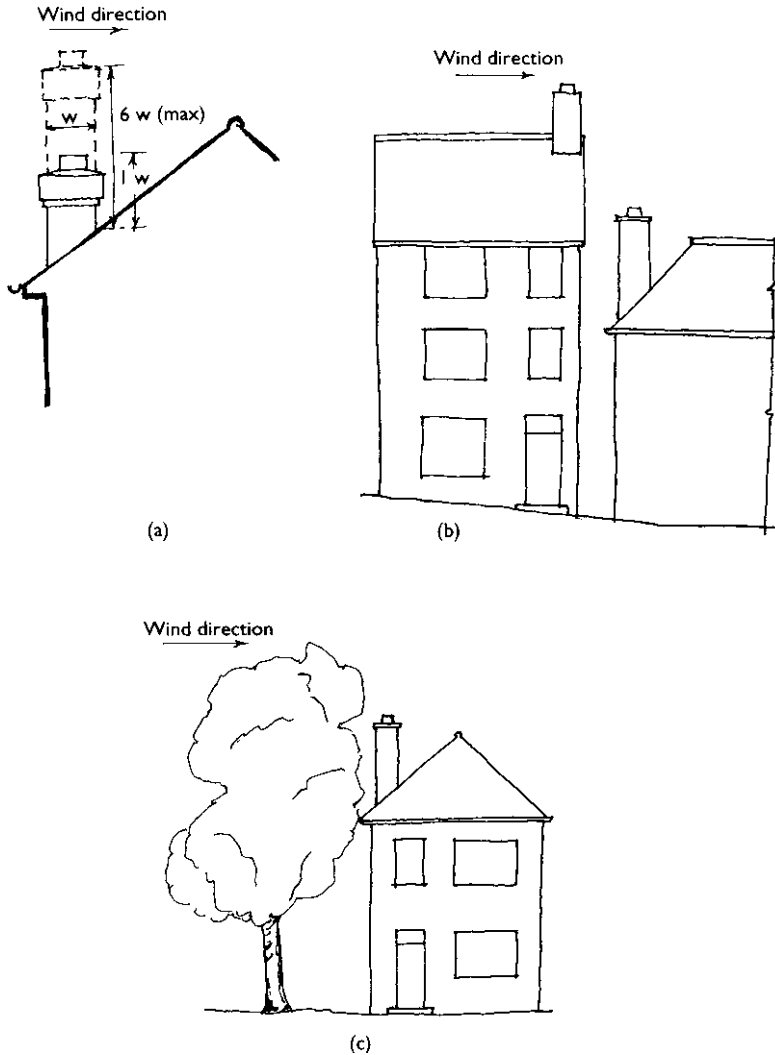 Wind direction
w
6 w (max)
1 w
(a)
Wind direction
(b)
Wind direction
(c)